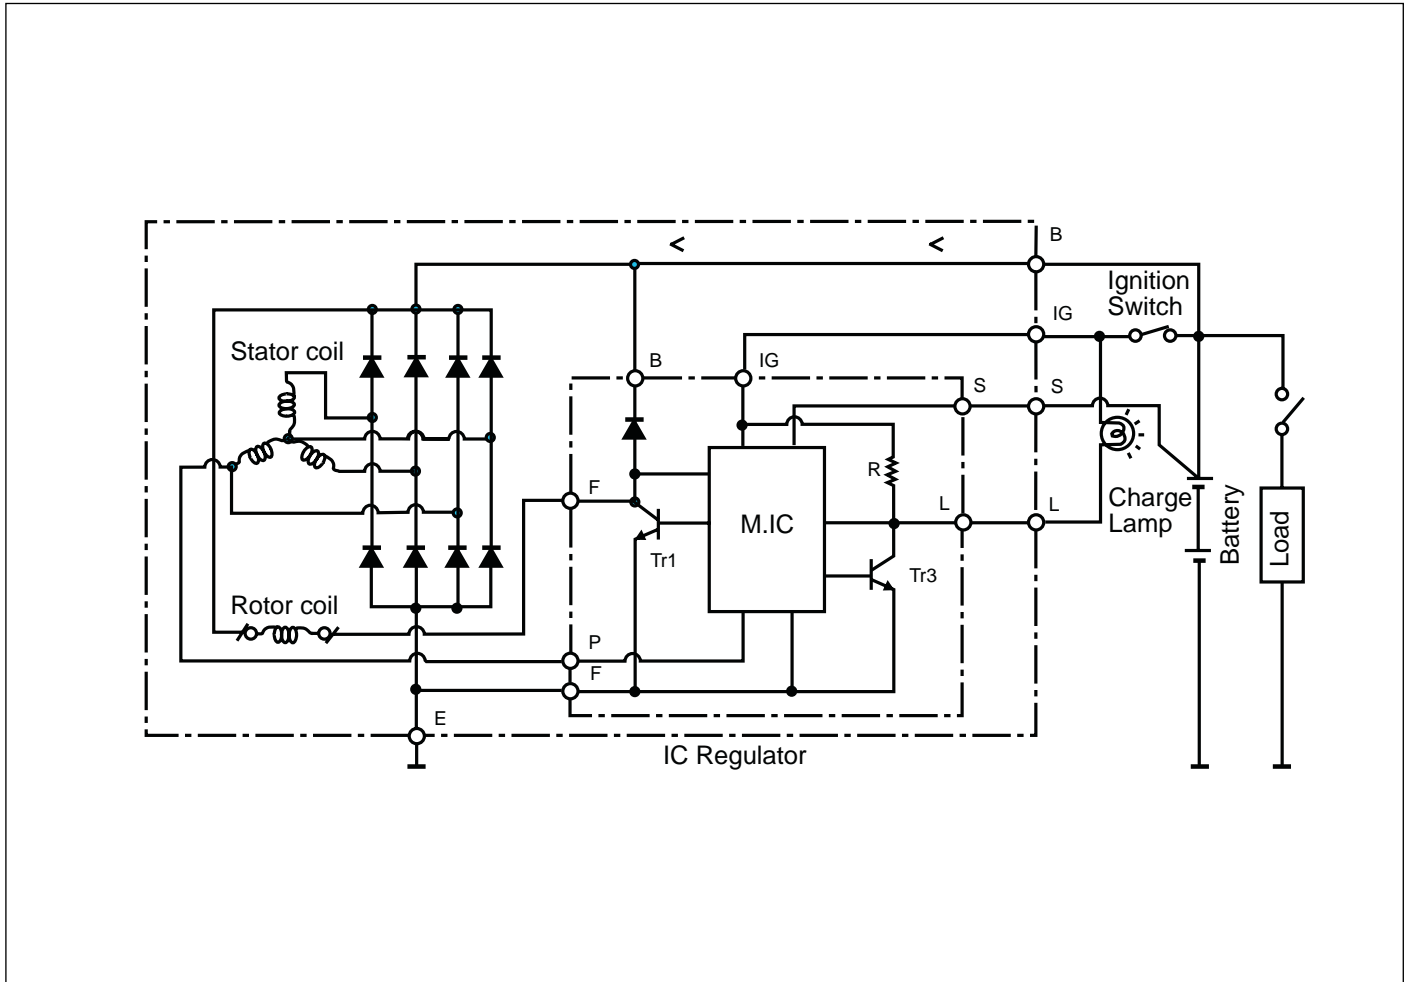 B
Ignition
Switch
IG
Stator coil
B
IG
S
S
R
F
L
L
Charge
Lamp
Battery
Load
M.IC
Tr1
Tr3
Rotor coil
P
F
E
IC Regulator